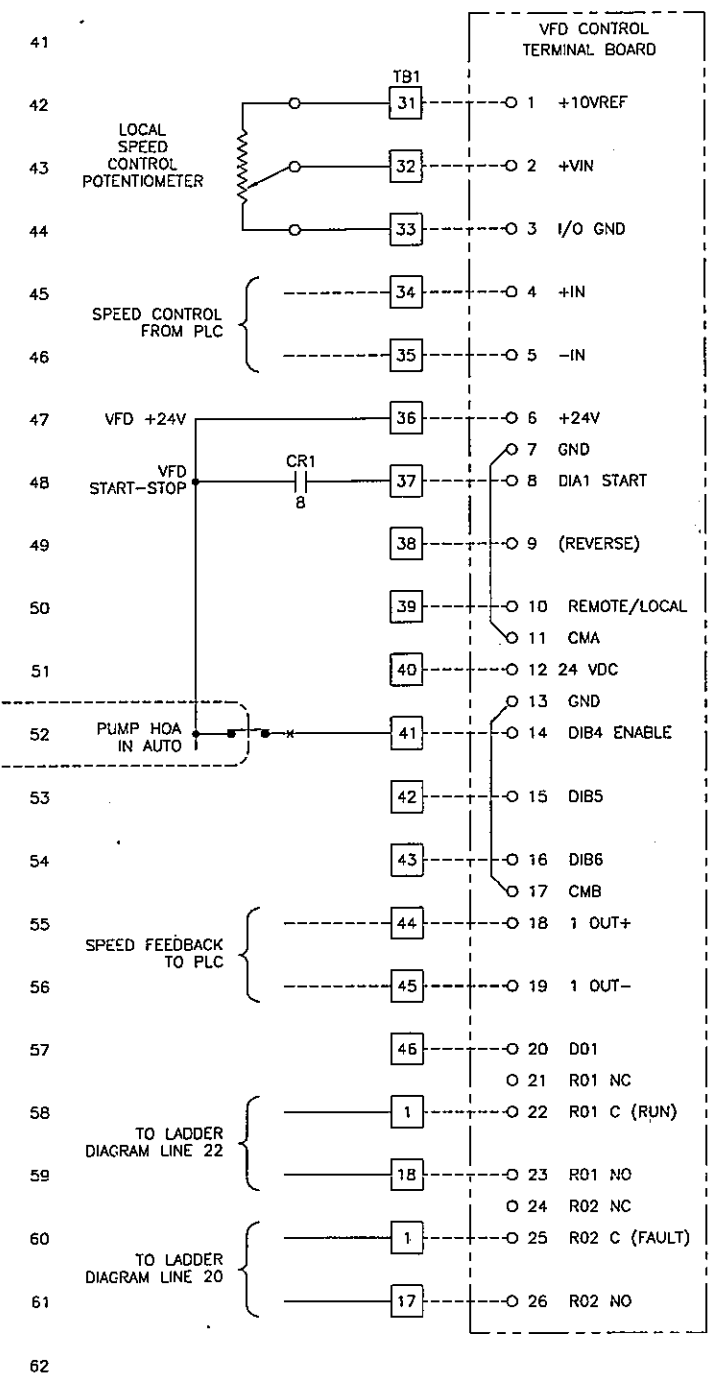 41
VFD CONTROL
TERMINAL BOARD
TB1
42 31 1 +10VREF
LOCAL
SPEED
CONTROL
POTENTIOMETER
43 32 2 +VIN
44 33 3 I/O GND
45 34 4 +IN
SPEED CONTROL
FROM PLC
46 35 5 -IN
47 VFD +24V 36 6 +24V
7 GND
VFD
START-STOP
CR1
48 37 8 DIA1 START
8
49 38 9 (REVERSE)
50 39 10 REMOTE/LOCAL
11 CMA
51 40 12 24 VDC
13 GND
52 PUMP HOA
IN AUTO
41 14 DIB4 ENABLE
53 42 15 DIB5
54 43 16 DIB6
17 CMB
55 44 18 1 OUT+
SPEED FEEDBACK
TO PLC
56 45 19 1 OUT-
57 46 20 D01
21 R01 NC
58 1 22 R01 C (RUN)
TO LADDER
DIAGRAM LINE 22
59 18 23 R01 NO
24 R02 NC
60 1 25 R02 C (FAULT)
TO LADDER
DIAGRAM LINE 20
61 17 26 R02 NO
62